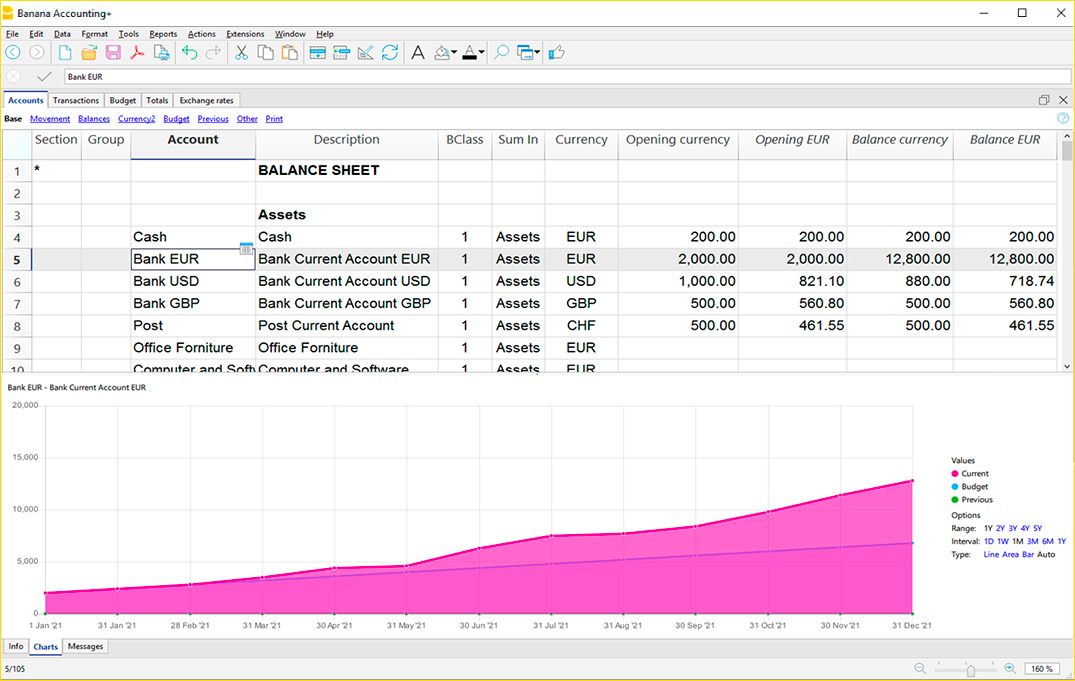 Banana Accounting+
File Edit Data Format Tools Reports Actions Extensions Window Help
Bank EUR
Accounts Transactions Budget Totals Exchange rates
Base Movement Balances Currency2 Budget Previous Other Print
Section Group Account Description BClass Sum In Currency Opening currency Opening EUR Balance currency Balance EUR
1 * BALANCE SHEET
2
3 Assets
4 Cash Cash 1 Assets EUR 200.00 200.00 200.00 200.00
5 Bank EUR Bank Current Account EUR 1 Assets EUR 2,000.00 2,000.00 12,800.00 12,800.00
6 Bank USD Bank Current Account USD 1 Assets USD 1,000.00 821.10 880.00 718.74
7 Bank GBP Bank Current Account GBP 1 Assets GBP 500.00 560.80 500.00 560.80
8 Post Post Current Account 1 Assets CHF 500.00 461.55 500.00 461.55
9 Office Forniture Office Forniture 1 Assets EUR
10 Computer and Softw Computer and Software 1 Assets EUR
Bank EUR - Bank Current Account EUR
20,000
15,000
10,000
5,000
0
1 Jan '21 31 Jan '21 28 Feb '21 31 Mar '21 30 Apr '21 31 May '21 30 Jun '21 31 Jul '21 31 Aug '21 30 Sep '21 31 Oct '21 30 Nov '21 31 Dec '21
Values
Current
Budget
Previous
Options
Range: 1Y 2Y 3Y 4Y 5Y
Interval: 1D 1W 1M 3M 6M 1Y
Type: Line Area Bar Auto
Info Charts Messages
5/105 160 %